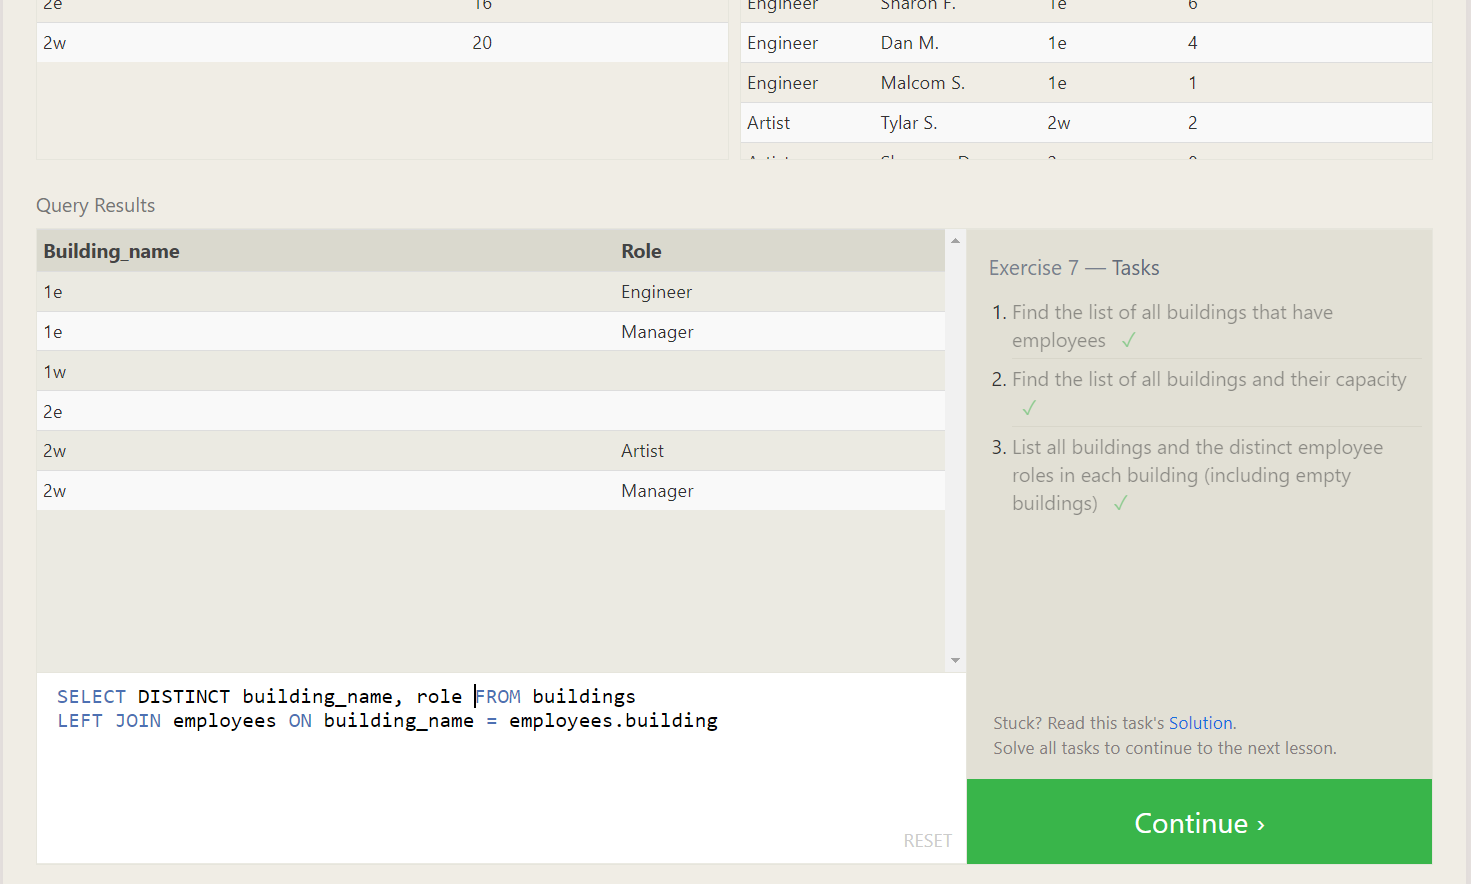 2e 16
2w 20
Engineer Sharon F. 1e 6
Engineer Dan M. 1e 4
Engineer Malcom S. 1e 1
Artist Tylar S. 2w 2
Query Results
Building_name Role
1e Engineer
1e Manager
1w
2e
2w Artist
2w Manager
SELECT DISTINCT building_name, role FROM buildings
LEFT JOIN employees ON building_name = employees.building
RESET
Exercise 7 — Tasks
1. Find the list of all buildings that have
employees ✓
2. Find the list of all buildings and their capacity
✓
3. List all buildings and the distinct employee
roles in each building (including empty
buildings) ✓
Stuck? Read this task's Solution.
Solve all tasks to continue to the next lesson.
Continue ›